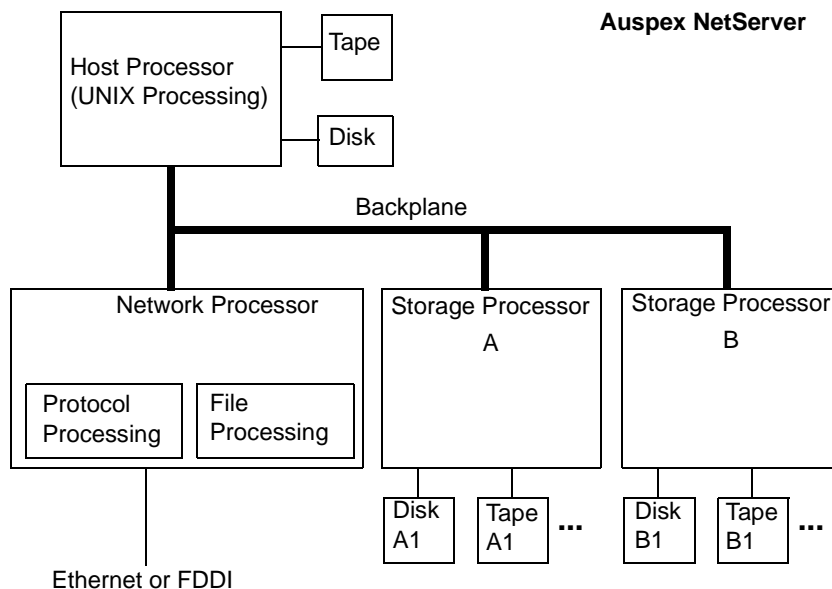 Auspex NetServer
Host Processor
(UNIX Processing)
Tape
Disk
Backplane
Network Processor
Protocol
Processing
File
Processing
Ethernet or FDDI
Storage Processor
A
Disk
A1
Tape
A1
...
Storage Processor
B
Disk
B1
Tape
B1
...